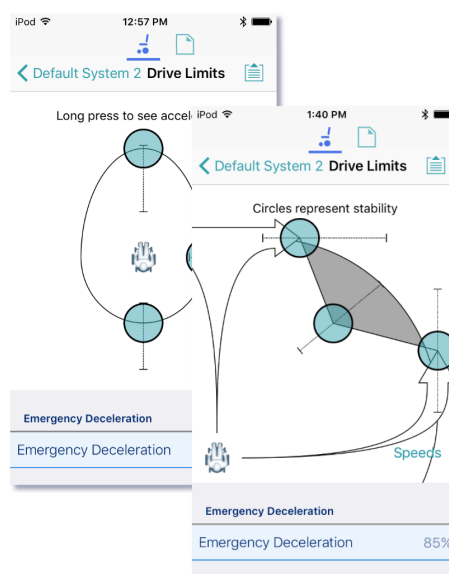 iPod 12:57 PM
Default System 2 Drive Limits
Long press to see accel
Emergency Deceleration
Emergency Deceleration
iPod 1:40 PM
Default System 2 Drive Limits
Circles represent stability
Speeds
Emergency Deceleration
Emergency Deceleration 85%